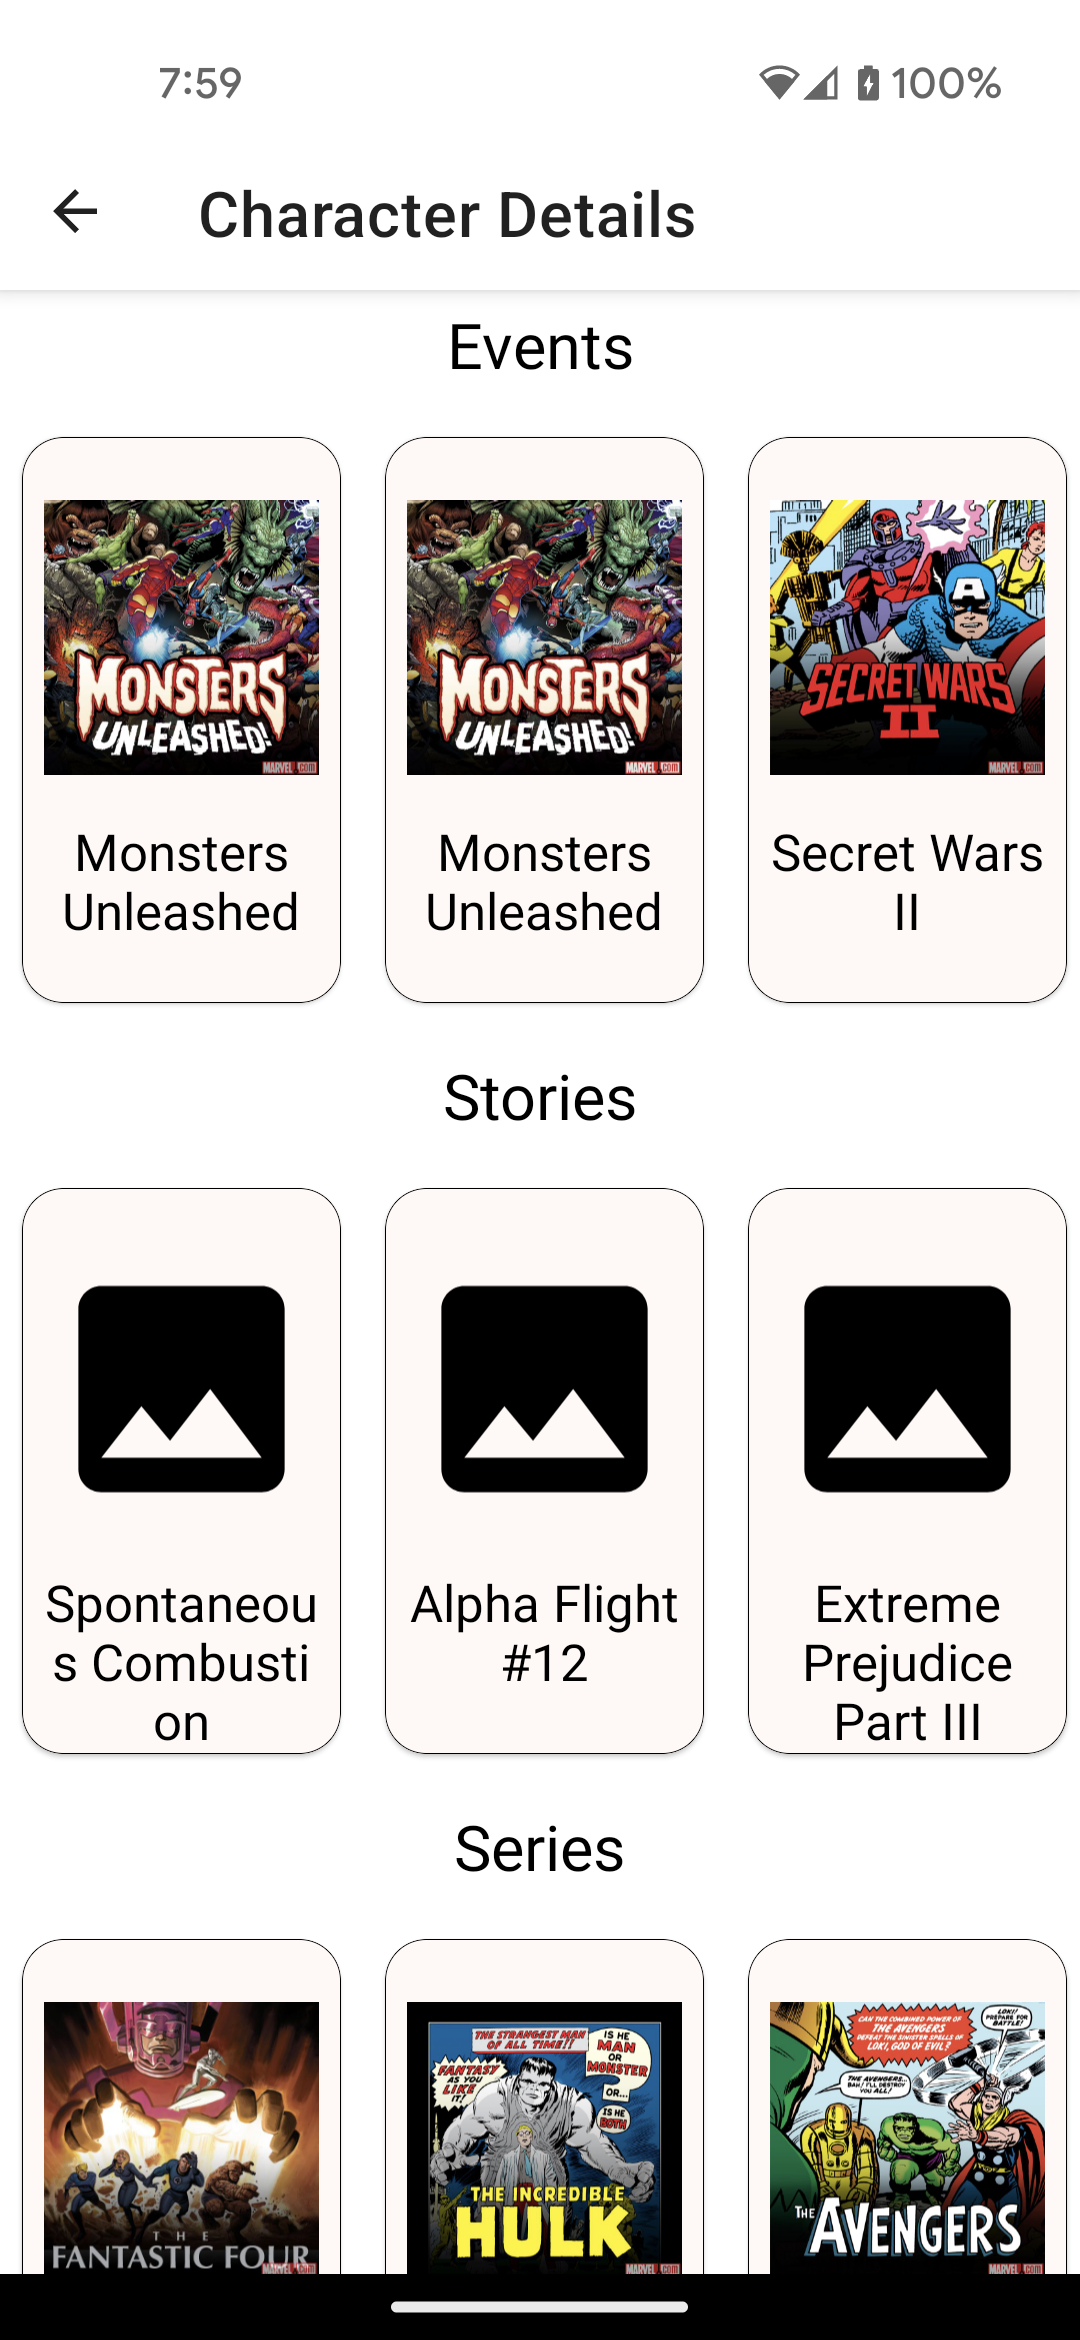 7:59
100%
Character Details
Events
MONSTERS
UNLEASHED!
MARVEL.COM
MONSTERS
UNLEASHED!
MARVEL.COM
SECRET WARS
II
MARVEL.COM
Monsters
Unleashed
Monsters
Unleashed
Secret Wars
II
Stories
Spontaneou
s Combusti
on
Alpha Flight
#12
Extreme
Prejudice
Part III
Series
THE
FANTASTIC FOUR
MARVEL.COM
THE STRANGEST MAN
OF ALL TIME!!
IS HE
MAN
OR
MONSTER
OR...
IS HE
BOTH
FANTASY
AS YOU
LIKE
IT!
THE INCREDIBLE
HULK
MARVEL.COM
CAN THE COMBINED POWER OF
THE AVENGERS
DEFEAT THE SINISTER SPELLS OF
LOKI, GOD OF EVIL?
LOKI!
PREPARE FOR
BATTLE!
THE AVENGERS...
BAH! I'LL DESTROY
YOU ALL!
THE AVENGERS
MARVEL.COM